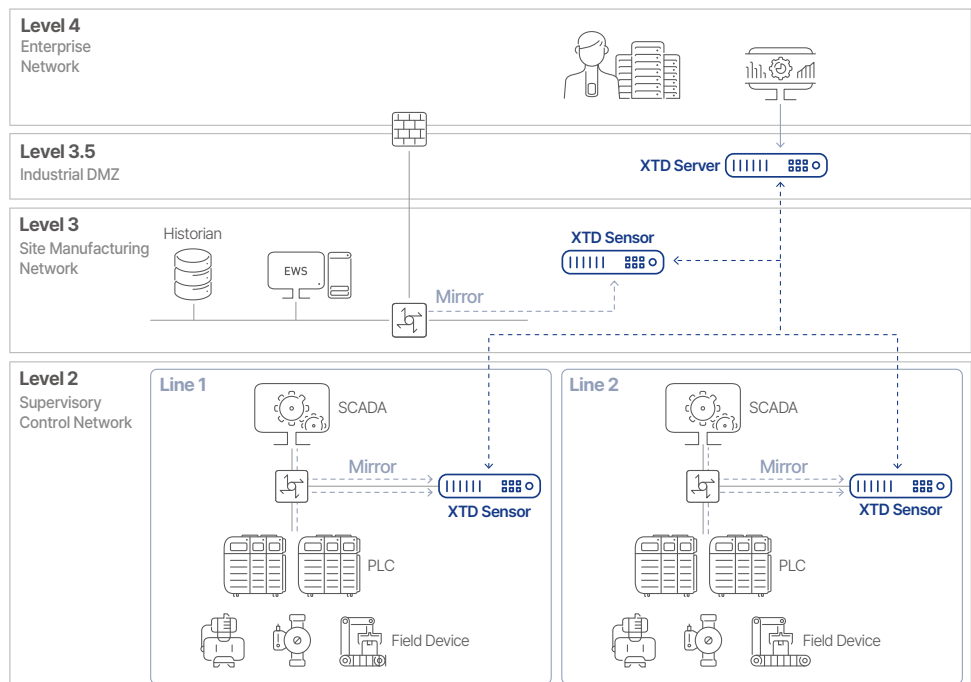 Level 4
Enterprise
Network
Level 3.5
Industrial DMZ
XTD Server
Level 3
Site Manufacturing
Network
Historian
EWS
XTD Sensor
Mirror
Level 2
Supervisory
Control Network
Line 1
SCADA
Mirror
XTD Sensor
PLC
Field Device
Line 2
SCADA
Mirror
XTD Sensor
PLC
Field Device